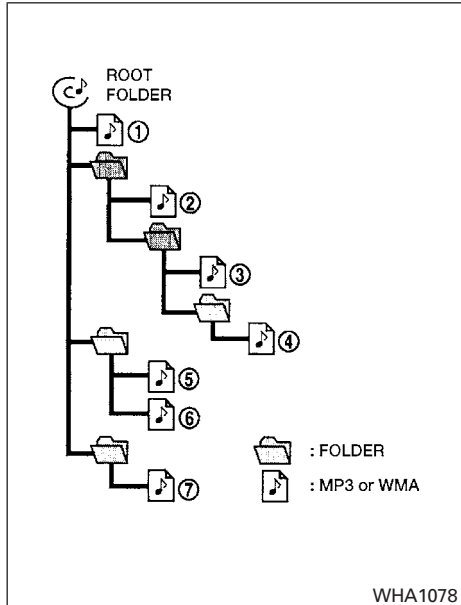 ROOT
FOLDER
①
②
③
④
⑤
⑥
⑦
: FOLDER
: MP3 or WMA
WHA1078